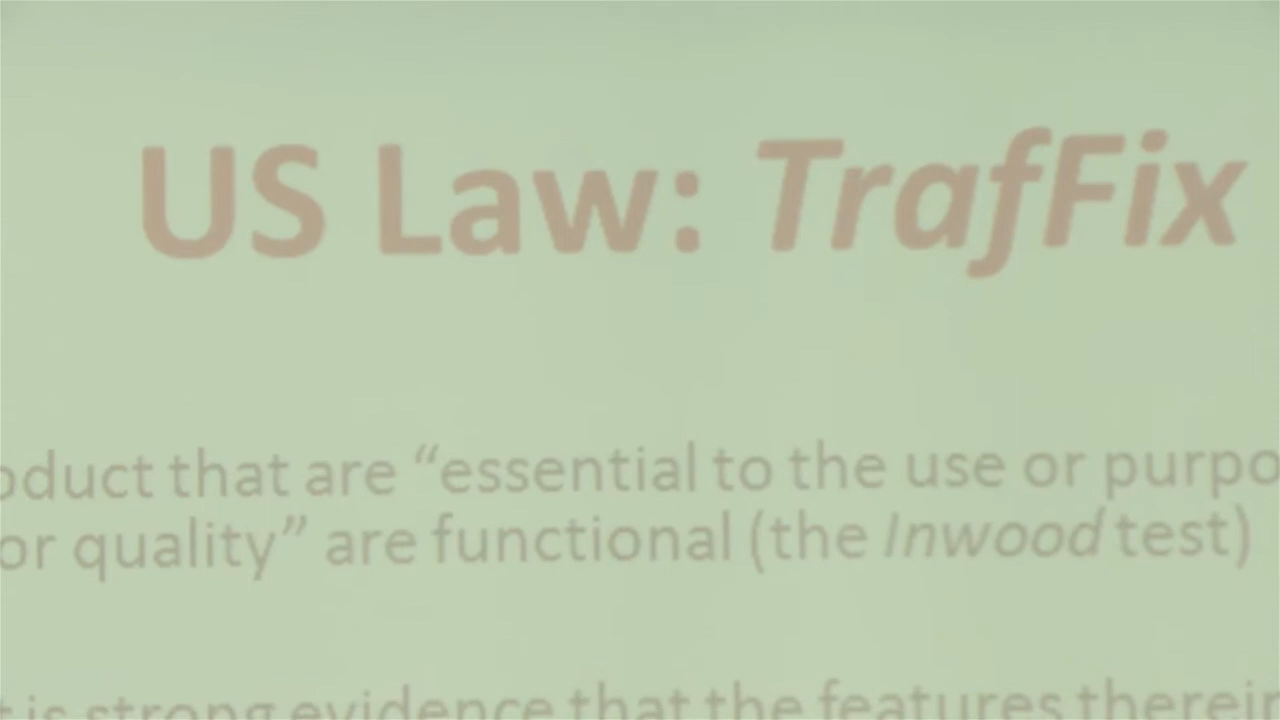 US Law: TrafFix
oduct that are “essential to the use or purpo
or quality” are functional (the Inwood test)
t is strong evidence that the features therein